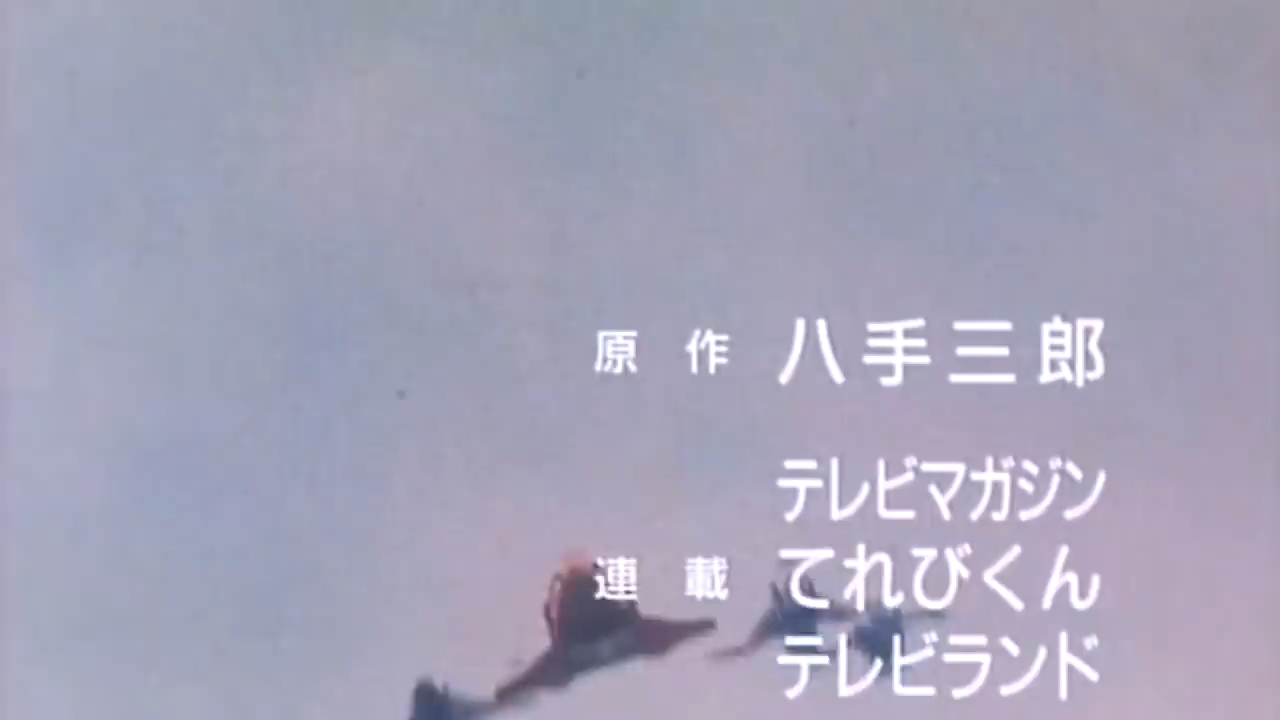 原作 八手三郎
テレビマガジン
連載 てれびくん
テレビランド